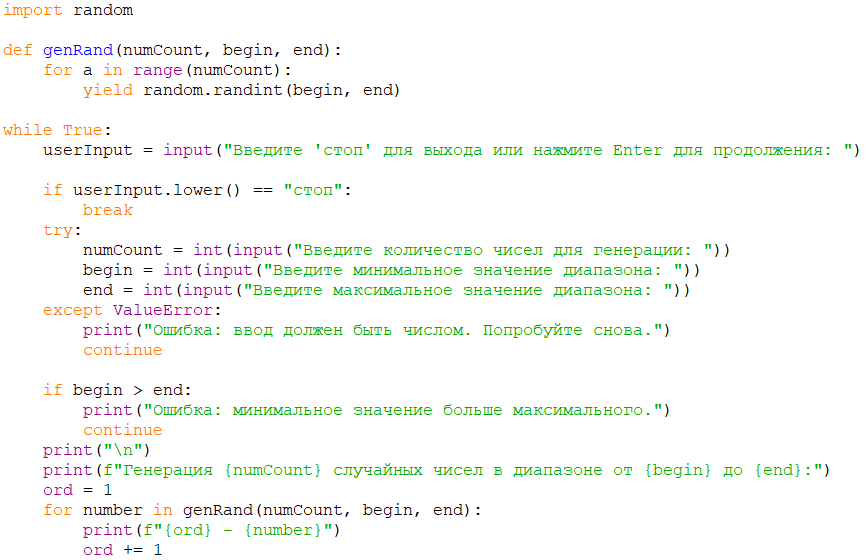 import random

def genRand(numCount, begin, end):
    for a in range(numCount):
        yield random.randint(begin, end)

while True:
    userInput = input("Введите 'стоп' для выхода или нажмите Enter для продолжения: ")

    if userInput.lower() == "стоп":
        break
    try:
        numCount = int(input("Введите количество чисел для генерации: "))
        begin = int(input("Введите минимальное значение диапазона: "))
        end = int(input("Введите максимальное значение диапазона: "))
    except ValueError:
        print("Ошибка: ввод должен быть числом. Попробуйте снова.")
        continue

    if begin > end:
        print("Ошибка: минимальное значение больше максимального.")
        continue
    print("\n")
    print(f"Генерация {numCount} случайных чисел в диапазоне от {begin} до {end}:")
    ord = 1
    for number in genRand(numCount, begin, end):
        print(f"{ord} - {number}")
        ord += 1